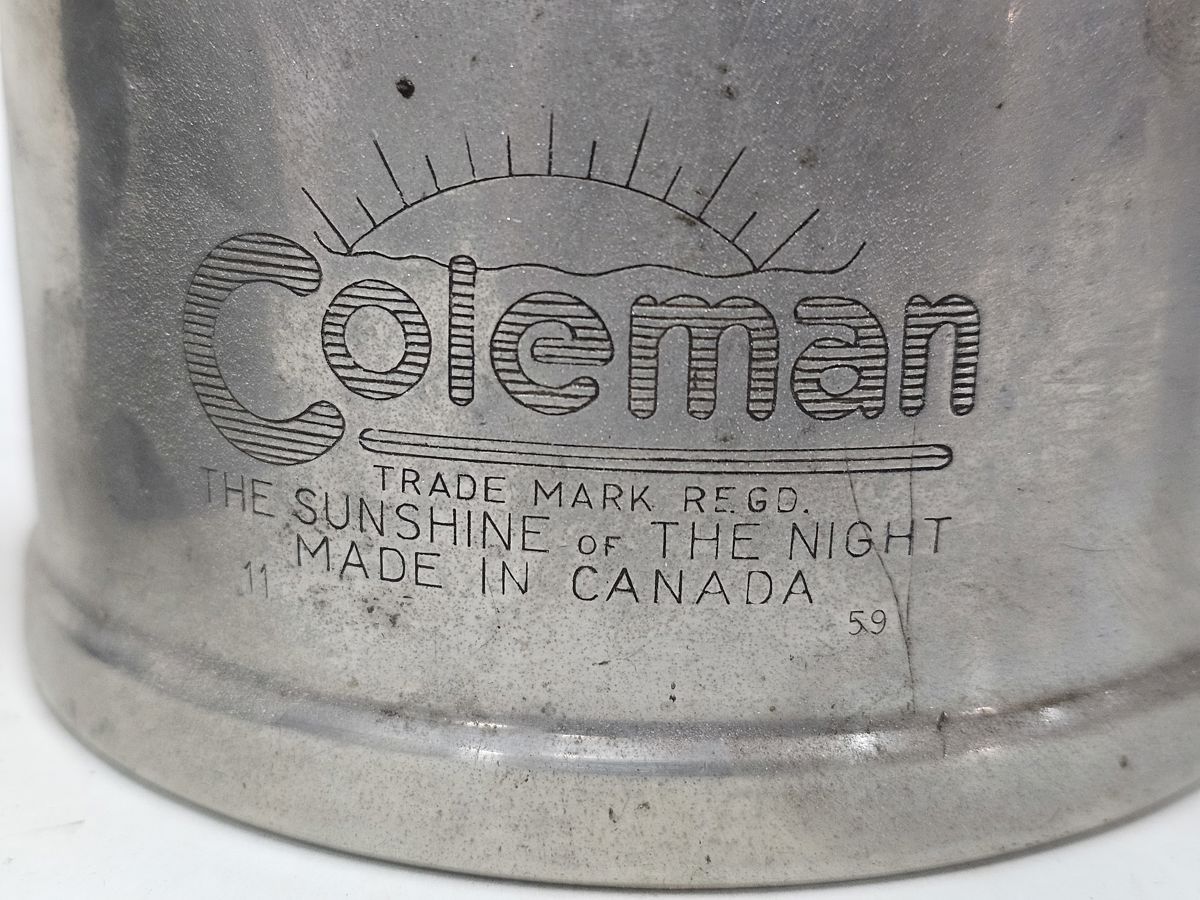 Coleman
TRADE MARK REGD.
THE SUNSHINE OF THE NIGHT
MADE IN CANADA
11
59